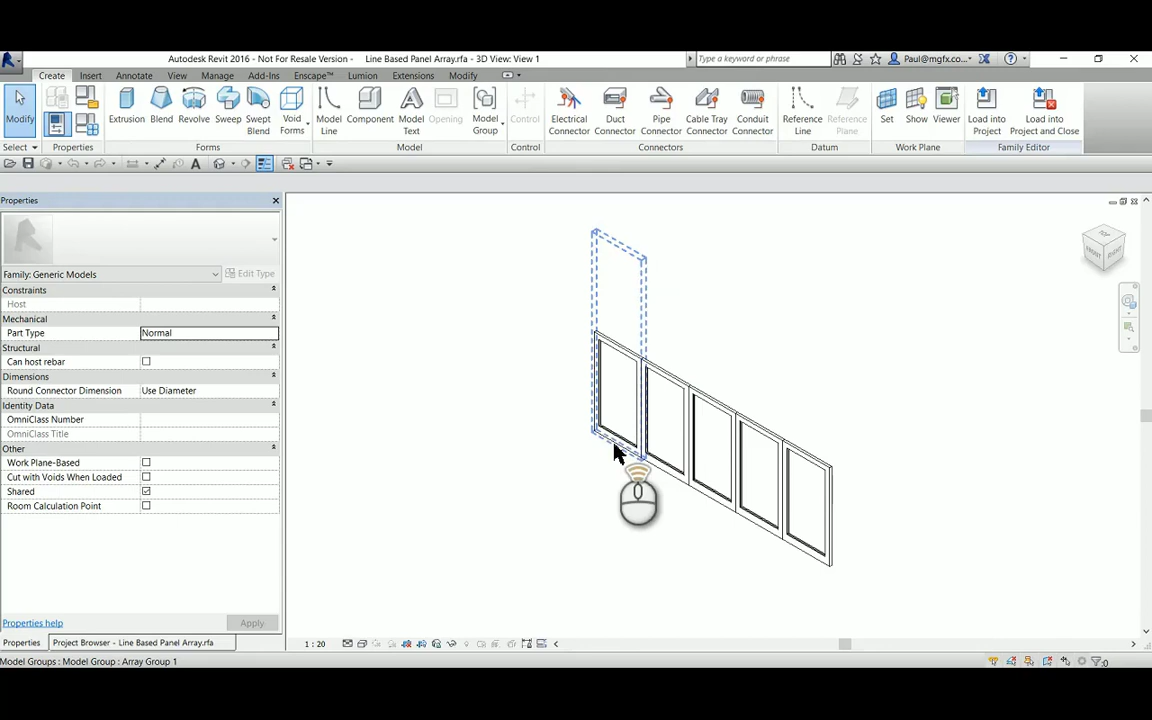 Autodesk Revit 2016 - Not For Resale Version - Line Based Panel Array.rfa - 3D View: View 1
Type a keyword or phrase
Paul@mgfx.co...
Create Insert Annotate View Manage Add-Ins Enscape™ Lumion Extensions Modify
Modify
Extrusion Blend Revolve Sweep Swept Blend Void Forms Model Line Component Model Text Opening Model Group Control Electrical Connector Duct Connector Pipe Connector Cable Tray Connector Conduit Connector Reference Line Reference Plane Set Show Viewer Load into Project Load into Project and Close
Select Properties Forms Model Control Connectors Datum Work Plane Family Editor
Properties
Family: Generic Models
Edit Type
Constraints
Host
Mechanical
Part Type Normal
Structural
Can host rebar
Dimensions
Round Connector Dimension Use Diameter
Identity Data
OmniClass Number
OmniClass Title
Other
Work Plane-Based
Cut with Voids When Loaded
Shared
Room Calculation Point
TOP
FRONT
RIGHT
Properties help
Apply
Properties Project Browser - Line Based Panel Array.rfa
1 : 20
Model Groups : Model Group : Array Group 1
:0